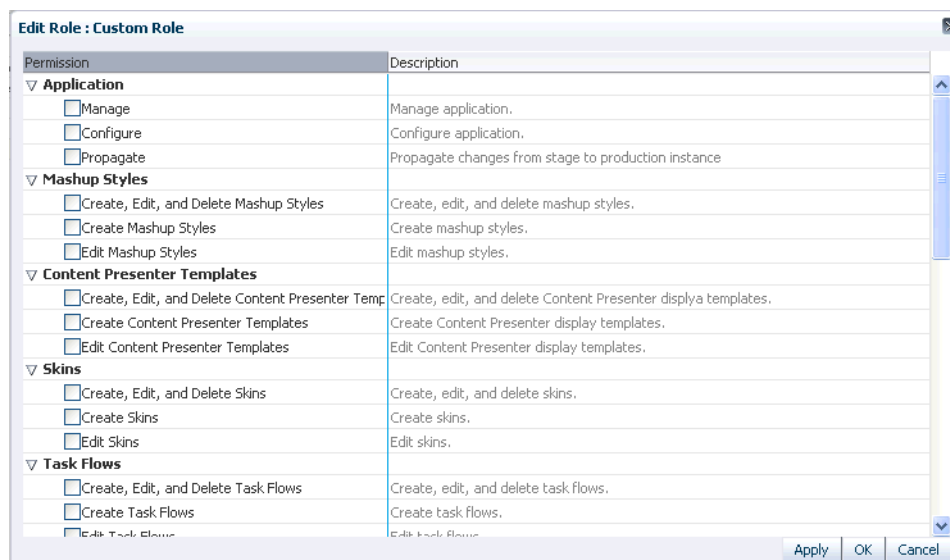 Edit Role : Custom Role
Permission Description
Application
Manage Manage application.
Configure Configure application.
Propagate Propagate changes from stage to production instance
Mashup Styles
Create, Edit, and Delete Mashup Styles Create, edit, and delete mashup styles.
Create Mashup Styles Create mashup styles.
Edit Mashup Styles Edit mashup styles.
Content Presenter Templates
Create, Edit, and Delete Content Presenter Temp Create, edit, and delete Content Presenter displya templates.
Create Content Presenter Templates Create Content Presenter display templates.
Edit Content Presenter Templates Edit Content Presenter display templates.
Skins
Create, Edit, and Delete Skins Create, edit, and delete skins.
Create Skins Create skins.
Edit Skins Edit skins.
Task Flows
Create, Edit, and Delete Task Flows Create, edit, and delete task flows.
Create Task Flows Create task flows.
Edit Task Flows Edit task flows
Apply OK Cancel